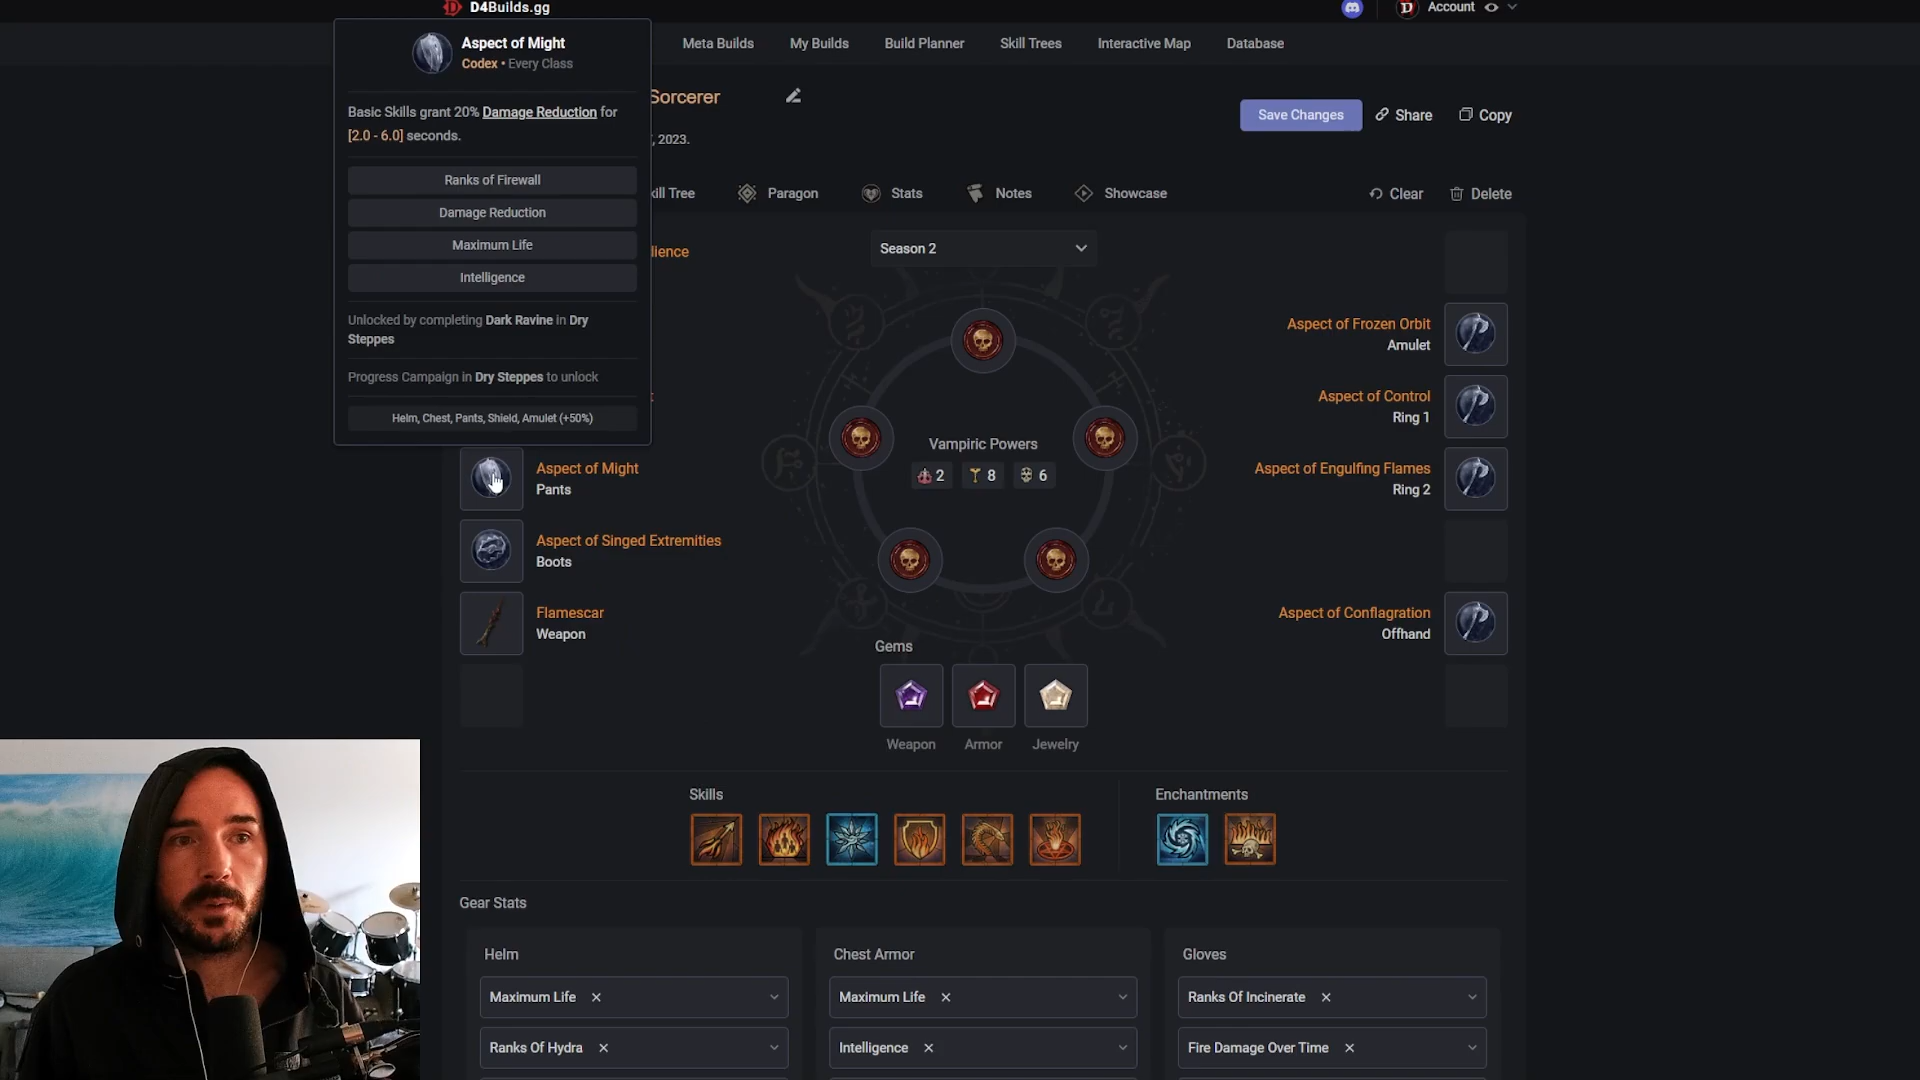 D4Builds.gg
Account
Meta Builds
My Builds
Build Planner
Skill Trees
Interactive Map
Database
Aspect of Might
Codex • Every Class
Basic Skills grant 20% Damage Reduction for
[2.0 - 6.0] seconds.
Ranks of Firewall
Damage Reduction
Maximum Life
Intelligence
Unlocked by completing Dark Ravine in Dry
Steppes
Progress Campaign in Dry Steppes to unlock
Helm, Chest, Pants, Shield, Amulet (+50%)
Sorcerer
, 2023.
Save Changes
Share
Copy
ill Tree
Paragon
Stats
Notes
Showcase
Clear
Delete
dience
Season 2
Aspect of Might
Pants
Aspect of Singed Extremities
Boots
Flamescar
Weapon
Vampiric Powers
2
8
6
Aspect of Frozen Orbit
Amulet
Aspect of Control
Ring 1
Aspect of Engulfing Flames
Ring 2
Aspect of Conflagration
Offhand
Gems
Weapon
Armor
Jewelry
Skills
Enchantments
Gear Stats
Helm
Maximum Life
Ranks Of Hydra
Chest Armor
Maximum Life
Intelligence
Gloves
Ranks Of Incinerate
Fire Damage Over Time